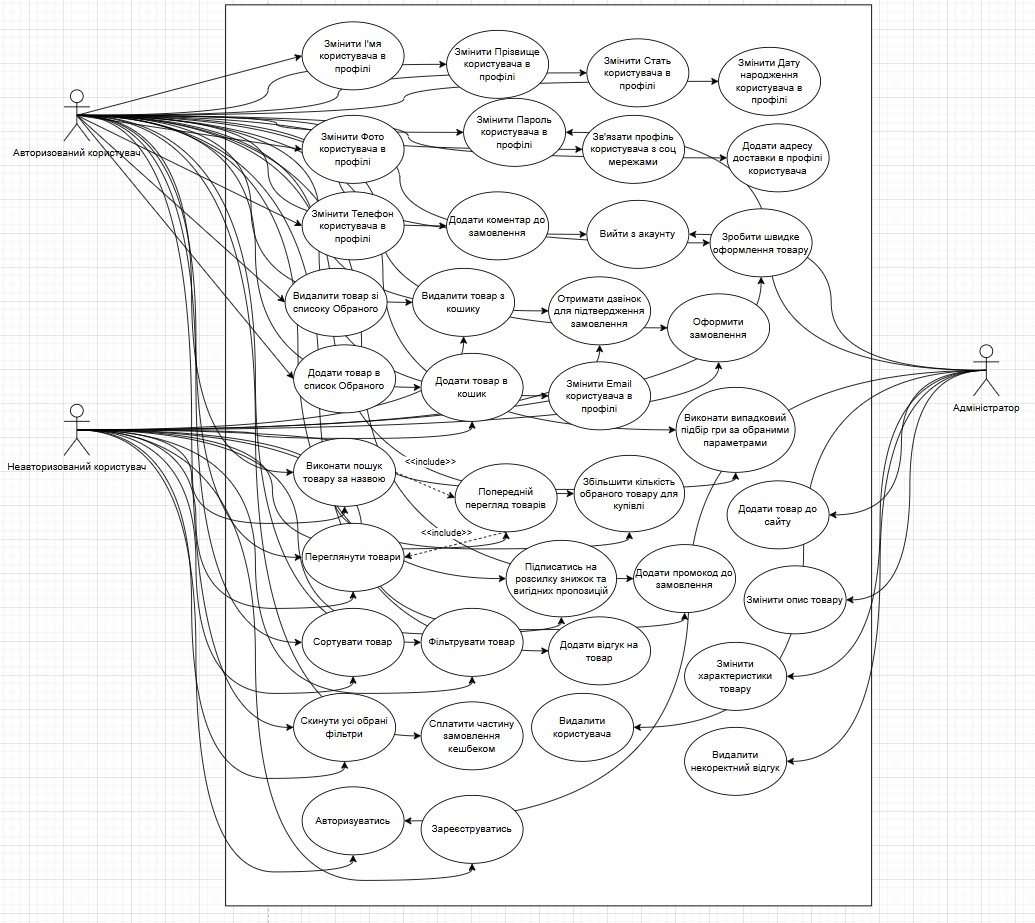 Змінити І'мя
користувача в
профілі
Змінити Прізвище
користувача в
профілі
Змінити Стать
користувача в
профілі
Змінити Дату
народження
користувача в
профілі
Авторизований користувач
Змінити Фото
користувача в
профілі
Змінити Пароль
користувача в
профілі
Зв'язати профіль
користувача з соц
мережами
Додати адресу
доставки в профілі
користувача
Змінити Телефон
користувача в
профілі
Додати коментар до
замовлення
Вийти з акаунту
Зробити швидке
оформлення товару
Видалити товар зі
списоку Обраного
Видалити товар з
кошику
Отримати дзвінок
для підтвердження
замовлення
Оформити
замовлення
Додати товар в
список Обраного
Додати товар в
кошик
Змінити Email
користувача в
профілі
Адміністратор
Виконати випадковий
підбір гри за обраними
параметрами
Неавторизований користувач
Виконати пошук
товару за назвою
<<include>>
Попередній
перегляд товарів
Збільшити кількість
обраного товару для
купівлі
Додати товар до
сайту
<<include>>
Переглянути товари
Підписатись на
розсилку знижок та
вигідних пропозицій
Додати промокод до
замовлення
Змінити опис товару
Сортувати товар
Фільтрувати товар
Додати відгук на
товар
Змінити
характеристики
товару
Скинути усі обрані
фільтри
Сплатити частину
замовлення
кешбеком
Видалити
користувача
Видалити
некоректний відгук
Авторизуватись
Зареєструватись